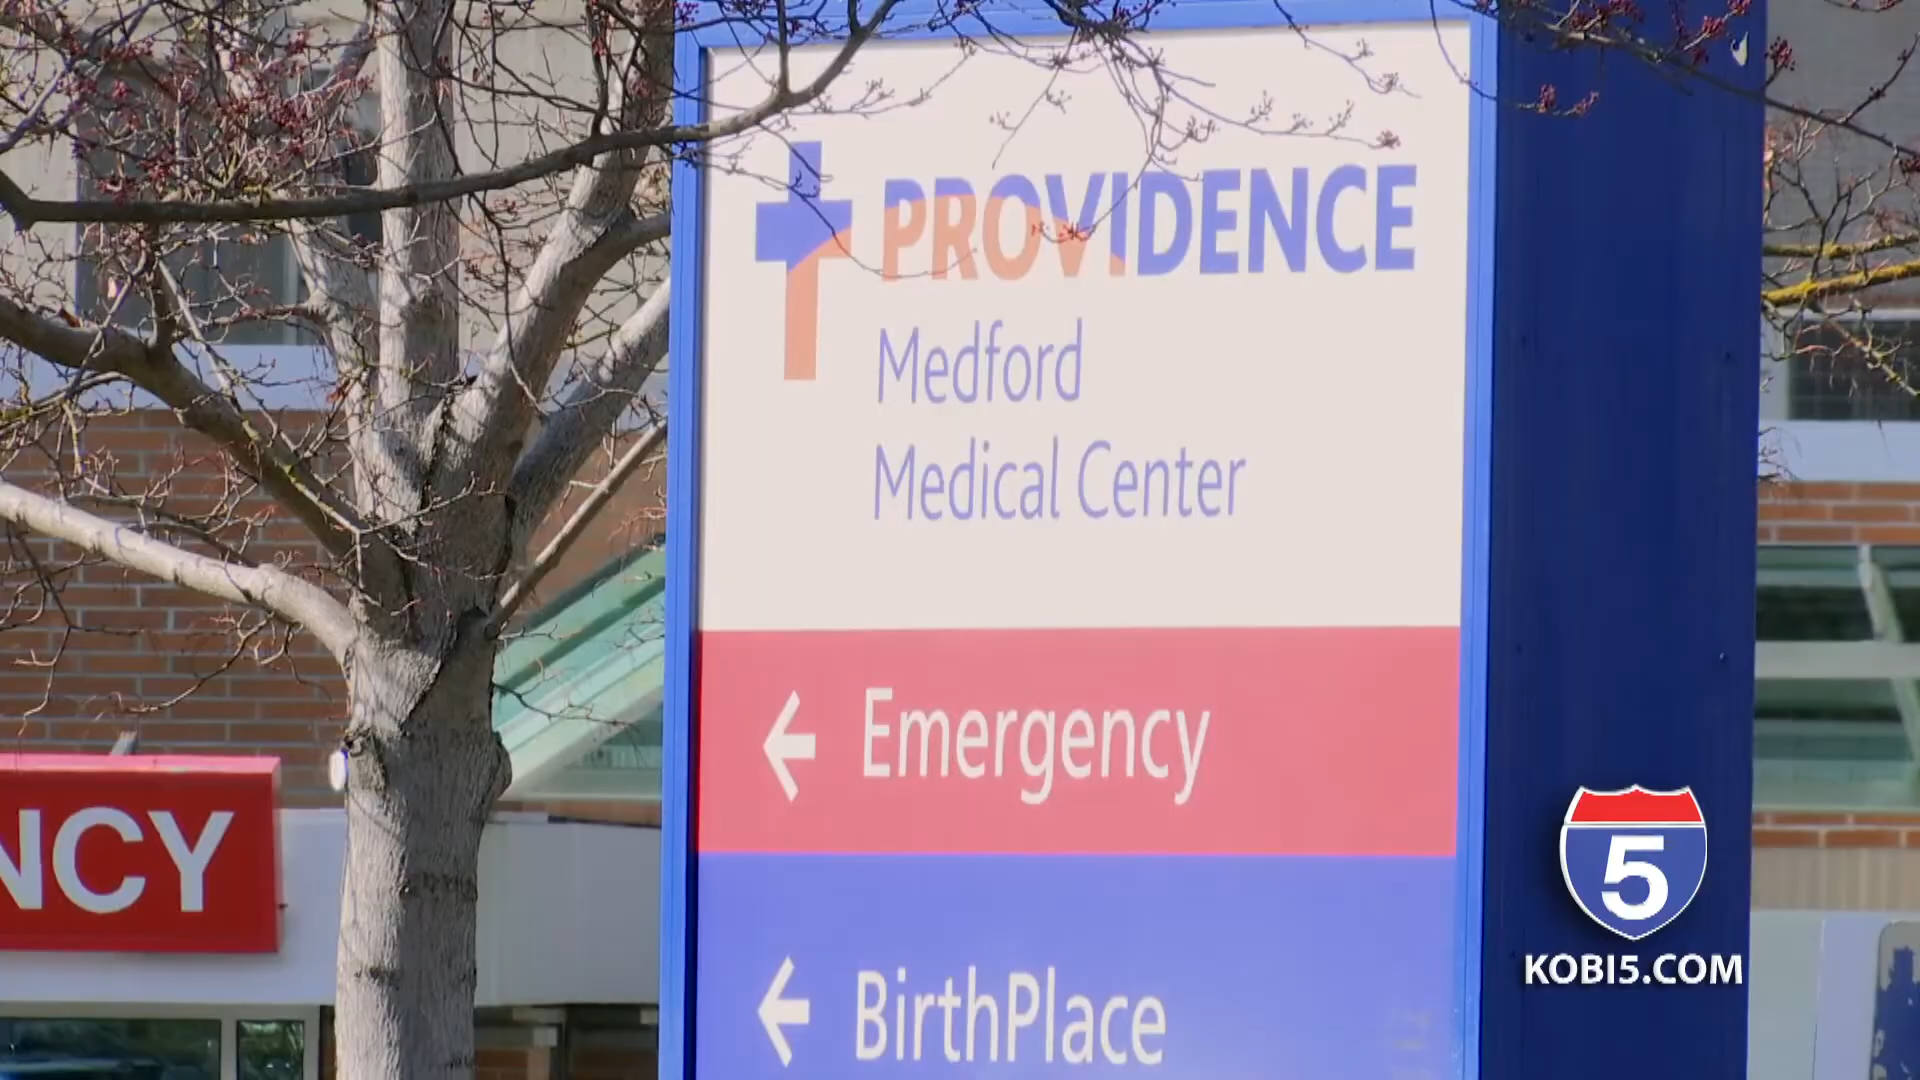 PROVIDENCE
Medford
Medical Center
Emergency
NCY
BirthPlace
5
KOBI5.COM